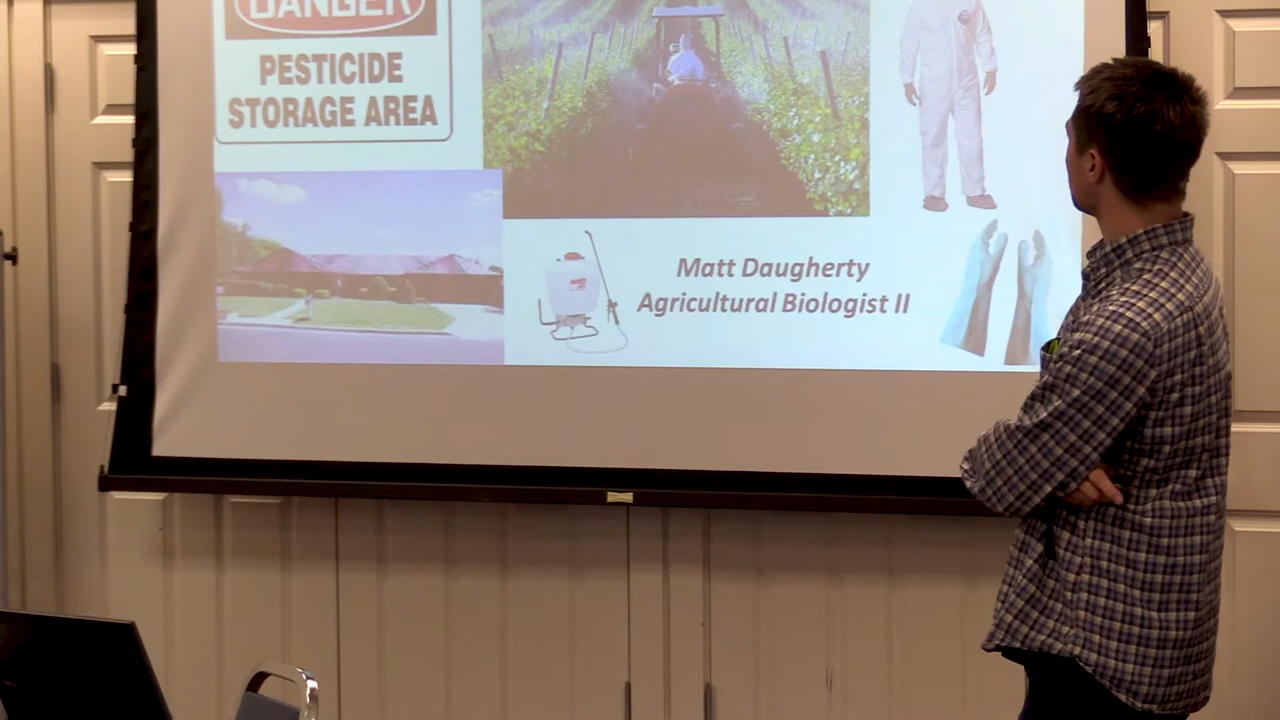 DANGER
PESTICIDE
STORAGE AREA
Matt Daugherty
Agricultural Biologist II